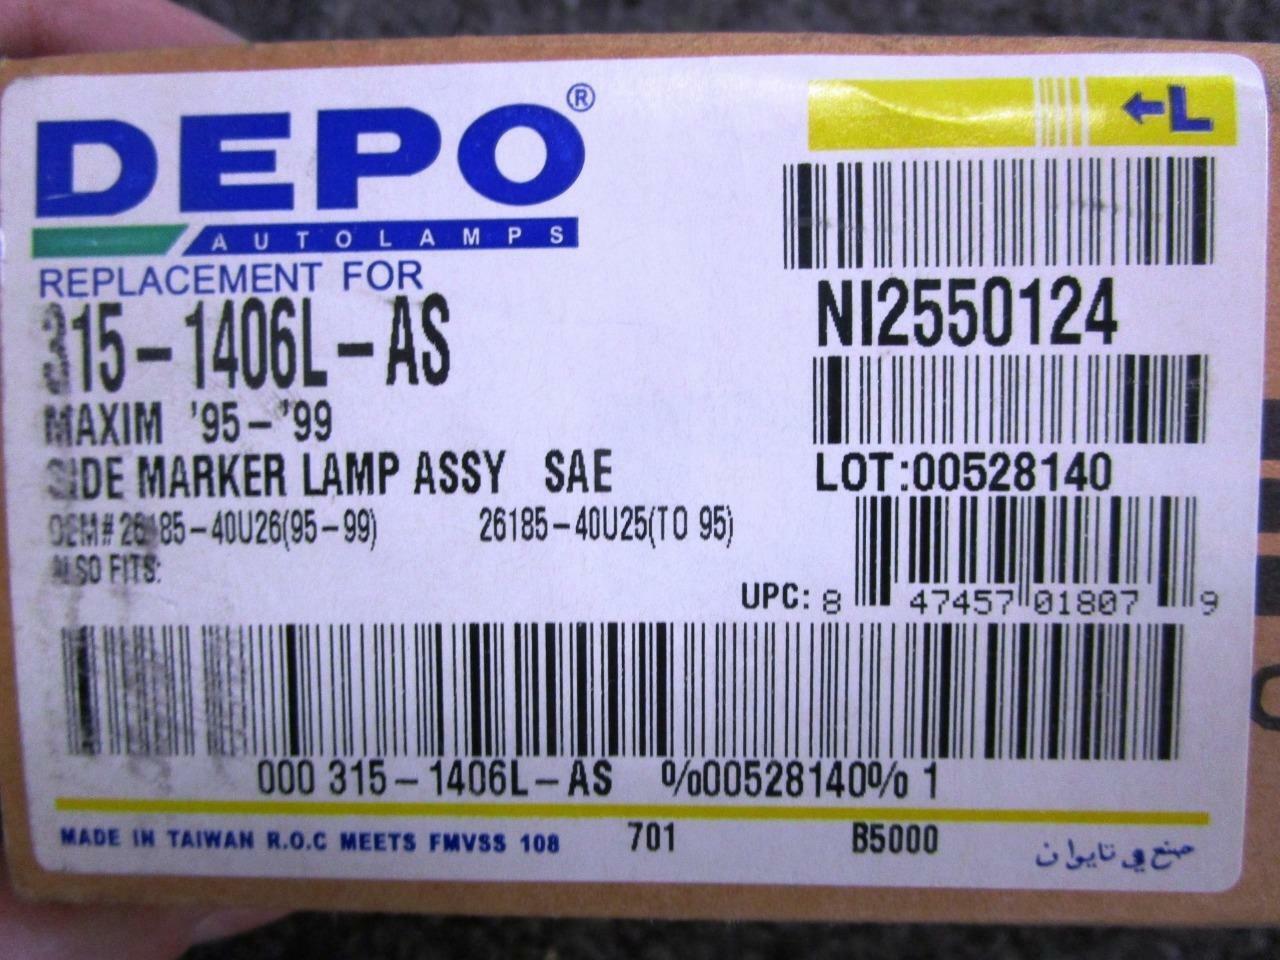 DEPO®
AUTOLAMPS
←L
REPLACEMENT FOR
315-1406L-AS
NI2550124
MAXIM '95-'99
SIDE MARKER LAMP ASSY SAE
LOT:00528140
OEM# 26185-40U26(95-99) 26185-40U25(TO 95)
ALSO FITS:
UPC: 8 47457 01807 9
000 315-1406L-AS %00528140% 1
MADE IN TAIWAN R.O.C MEETS FMVSS 108 701 B5000 صنع في تايوان